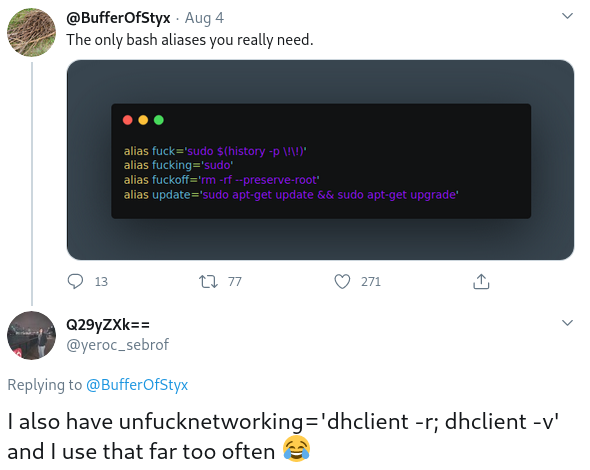 @BufferOfStyx · Aug 4
The only bash aliases you really need.
alias fuck='sudo $(history -p \!\!)'
alias fucking='sudo'
alias fuckoff='rm -rf --preserve-root'
alias update='sudo apt-get update && sudo apt-get upgrade'
13 77 271
Q29yZXk==
@yeroc_sebrof
Replying to @BufferOfStyx
I also have unfucknetworking='dhclient -r; dhclient -v'
and I use that far too often 😂